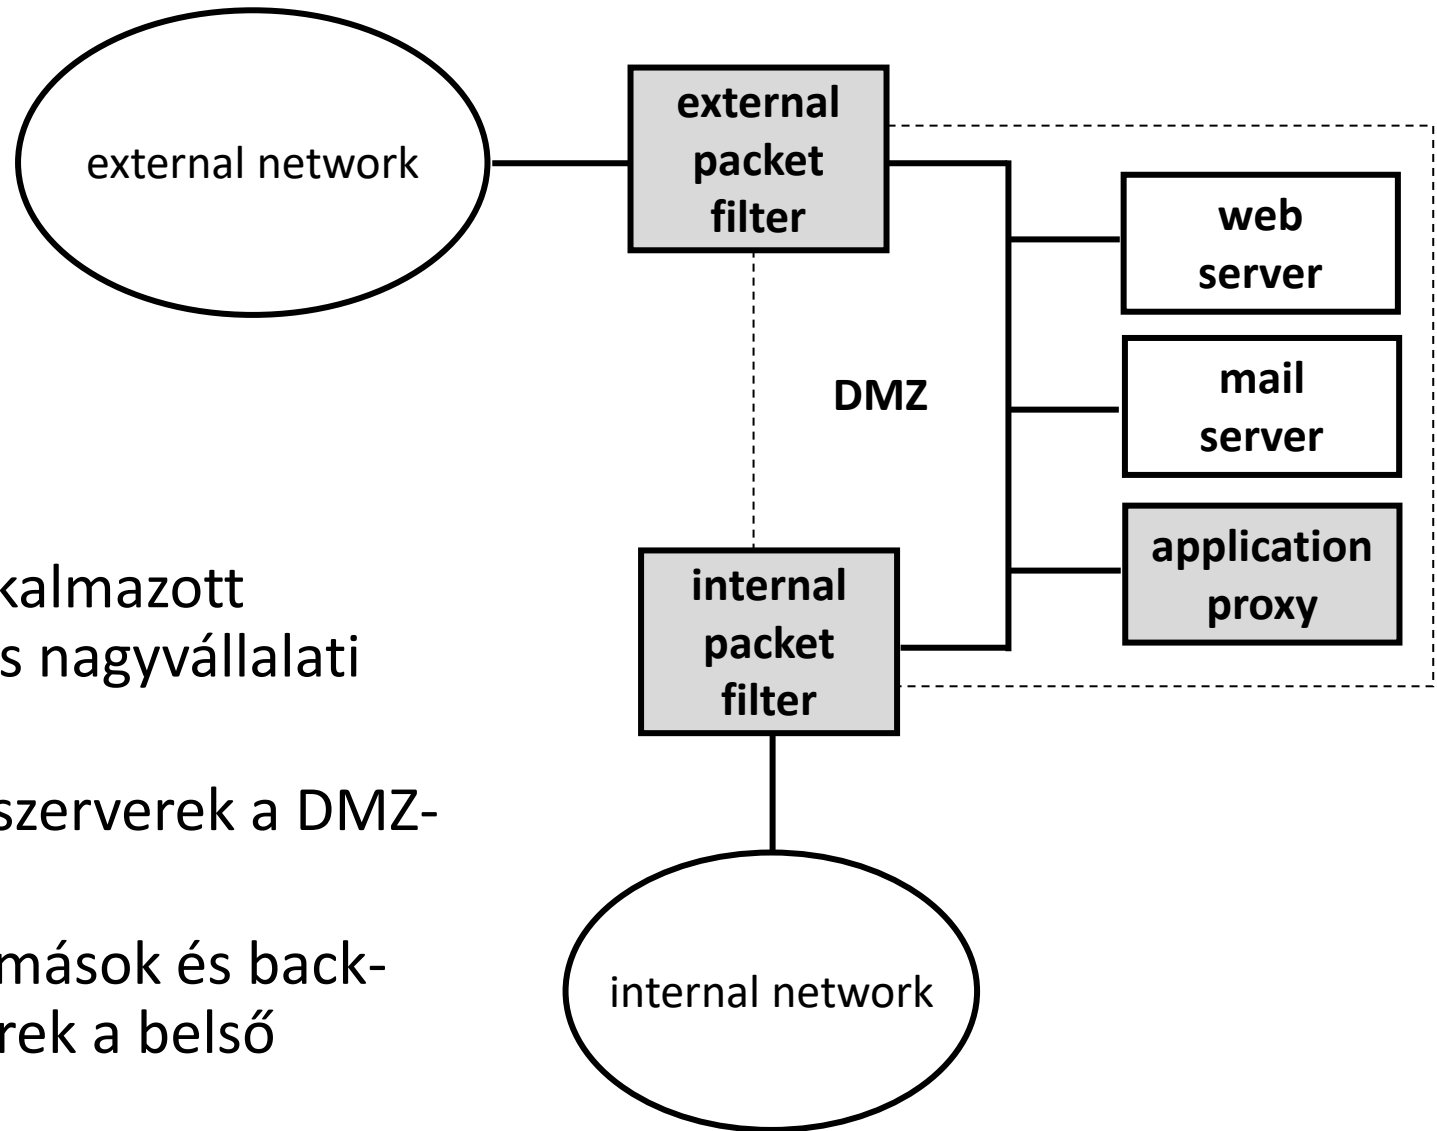 external network
external
packet
filter
web
server
mail
server
DMZ
application
proxy
internal
packet
filter
internal network
kalmazott
s nagyvállalati
szerverek a DMZ-
mások és back-
rek a belső